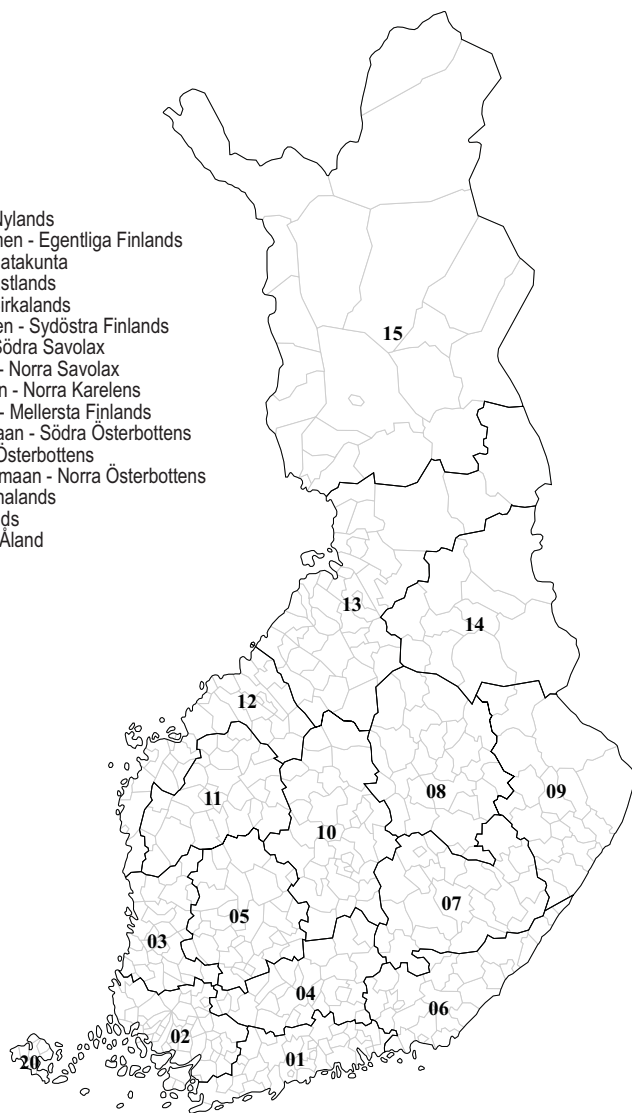 Nylands
nen - Egentliga Finlands
atakunta
stlands
irkalands
en - Sydöstra Finlands
Södra Savolax
- Norra Savolax
n - Norra Karelens
- Mellersta Finlands
aan - Södra Österbottens
Österbottens
maan - Norra Österbottens
nalands
ds
Åland
15
13
14
12
11
08
09
10
05
07
03
04
06
02
01
20